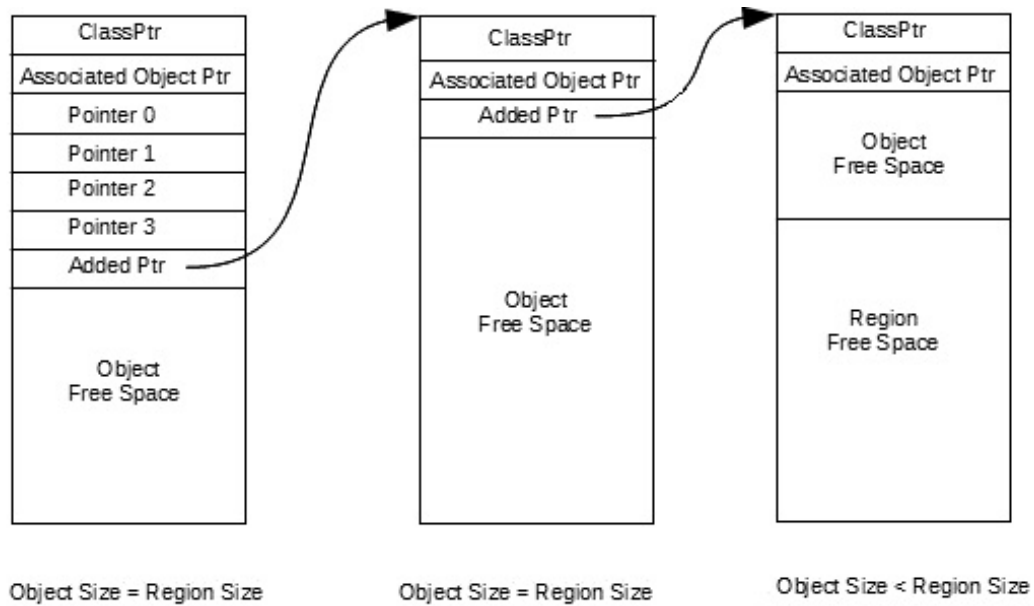 ClassPtr
Associated Object Ptr
Pointer 0
Pointer 1
Pointer 2
Pointer 3
Added Ptr
Object
Free Space
Object Size = Region Size
ClassPtr
Associated Object Ptr
Added Ptr
Object
Free Space
Object Size = Region Size
ClassPtr
Associated Object Ptr
Object
Free Space
Region
Free Space
Object Size < Region Size